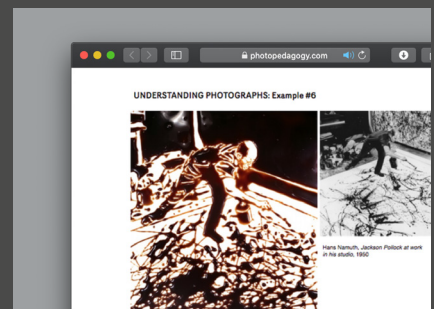 photopedagogy.com
UNDERSTANDING PHOTOGRAPHS: Example #6
Hans Namuth, Jackson Pollock at work
in his studio, 1950